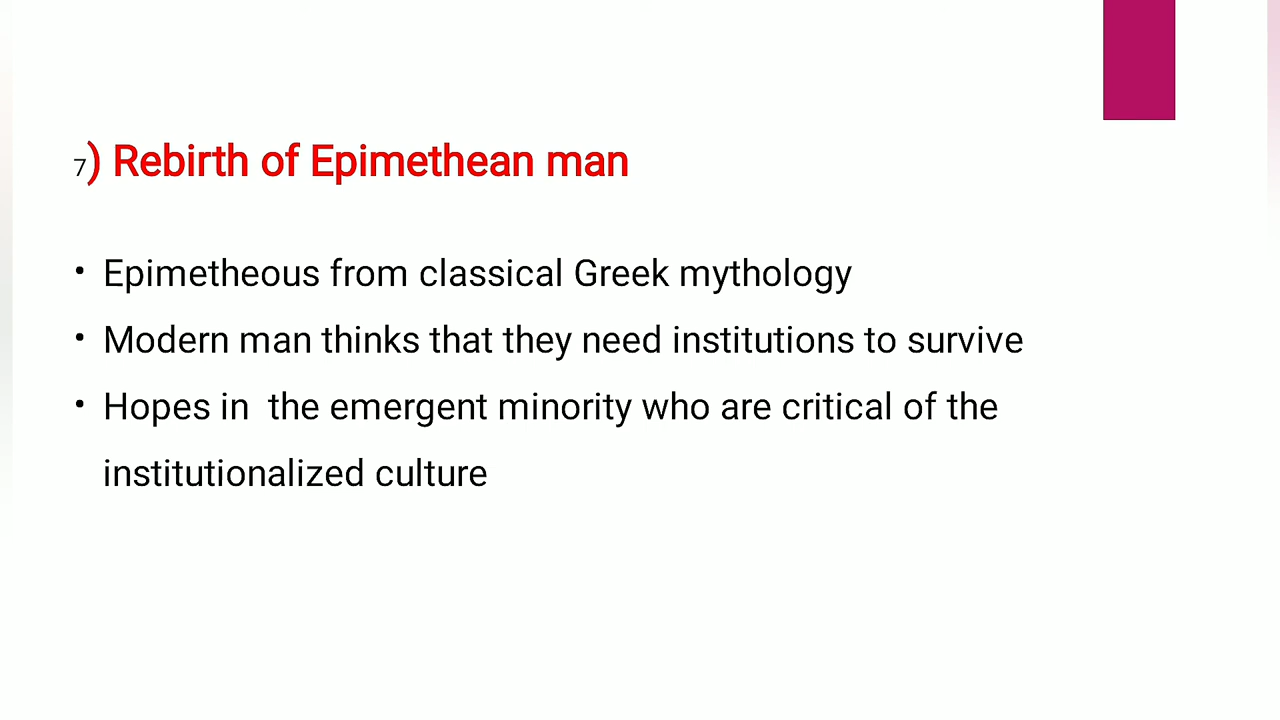 7) Rebirth of Epimethean man
• Epimetheous from classical Greek mythology
• Modern man thinks that they need institutions to survive
• Hopes in  the emergent minority who are critical of the
institutionalized culture